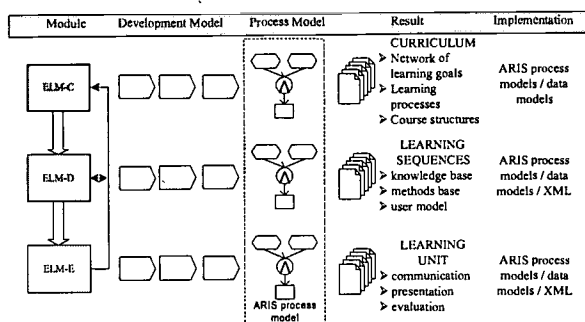 Module Development Model Process Model Result Implementation
ELM-C
CURRICULUM
➢ Network of
learning goals
➢ Learning
processes
➢ Course structures
ARIS process
models / data
models
ELM-D
LEARNING
SEQUENCES
➢ knowledge base
➢ methods base
➢ user model
ARIS process
models / data
models / XML
ELM-E
LEARNING
UNIT
➢ communication
➢ presentation
➢ evaluation
ARIS process
models / data
models / XML
ARIS process
model